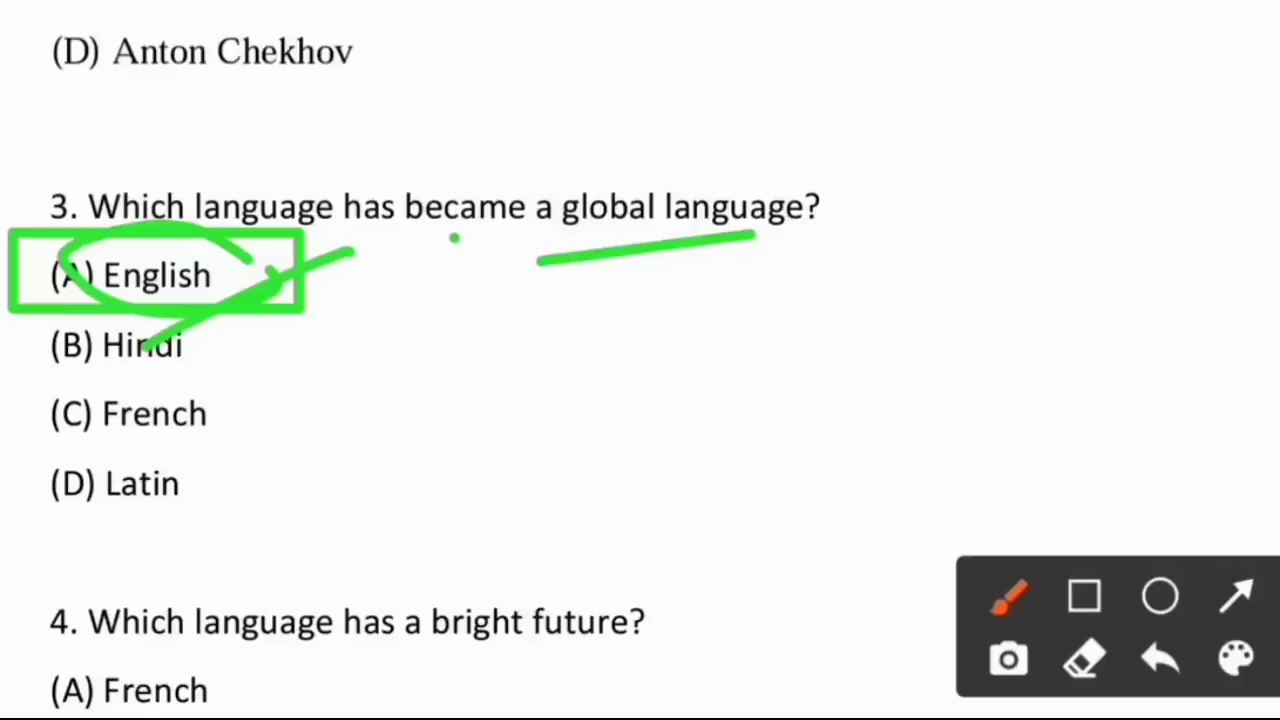 (D) Anton Chekhov
3. Which language has became a global language?
(A) English
(B) Hindi
(C) French
(D) Latin
4. Which language has a bright future?
(A) French